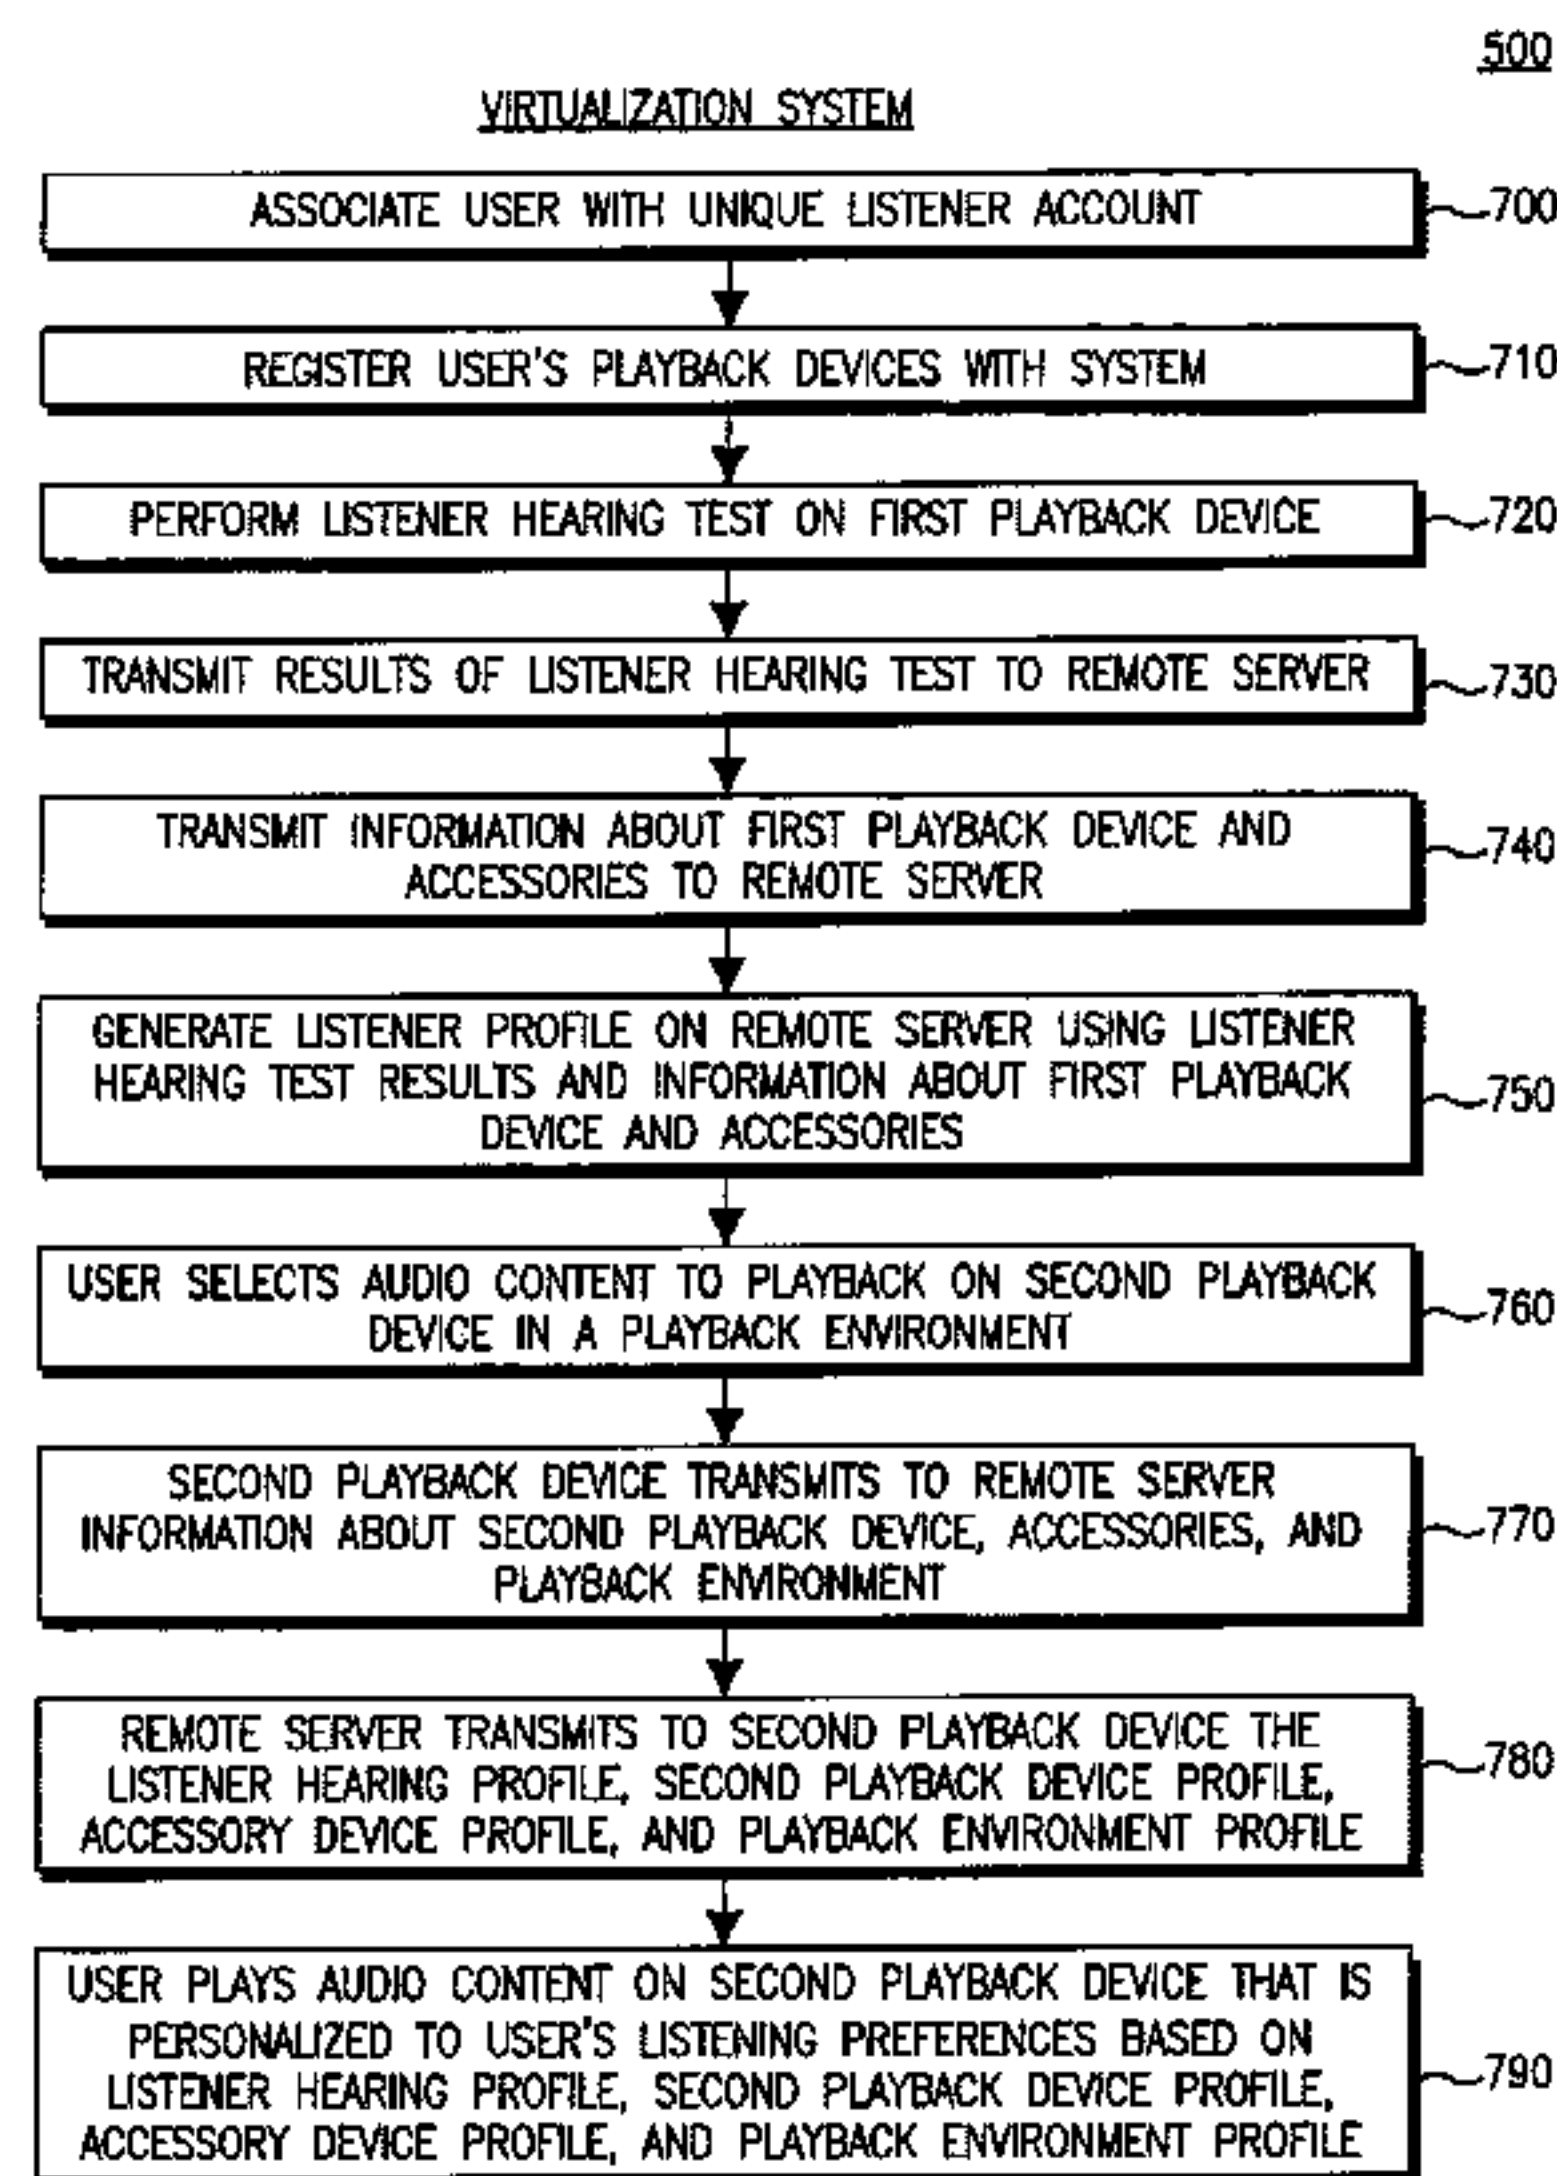 500
VIRTUALIZATION SYSTEM
ASSOCIATE USER WITH UNIQUE LISTENER ACCOUNT
700
REGISTER USER'S PLAYBACK DEVICES WITH SYSTEM
710
PERFORM LISTENER HEARING TEST ON FIRST PLAYBACK DEVICE
720
TRANSMIT RESULTS OF LISTENER HEARING TEST TO REMOTE SERVER
730
TRANSMIT INFORMATION ABOUT FIRST PLAYBACK DEVICE AND
ACCESSORIES TO REMOTE SERVER
740
GENERATE LISTENER PROFILE ON REMOTE SERVER USING LISTENER
HEARING TEST RESULTS AND INFORMATION ABOUT FIRST PLAYBACK
DEVICE AND ACCESSORIES
750
USER SELECTS AUDIO CONTENT TO PLAYBACK ON SECOND PLAYBACK
DEVICE IN A PLAYBACK ENVIRONMENT
760
SECOND PLAYBACK DEVICE TRANSMITS TO REMOTE SERVER
INFORMATION ABOUT SECOND PLAYBACK DEVICE, ACCESSORIES, AND
PLAYBACK ENVIRONMENT
770
REMOTE SERVER TRANSMITS TO SECOND PLAYBACK DEVICE THE
LISTENER HEARING PROFILE, SECOND PLAYBACK DEVICE PROFILE,
ACCESSORY DEVICE PROFILE, AND PLAYBACK ENVIRONMENT PROFILE
780
USER PLAYS AUDIO CONTENT ON SECOND PLAYBACK DEVICE THAT IS
PERSONALIZED TO USER'S LISTENING PREFERENCES BASED ON
LISTENER HEARING PROFILE, SECOND PLAYBACK DEVICE PROFILE,
ACCESSORY DEVICE PROFILE, AND PLAYBACK ENVIRONMENT PROFILE
790